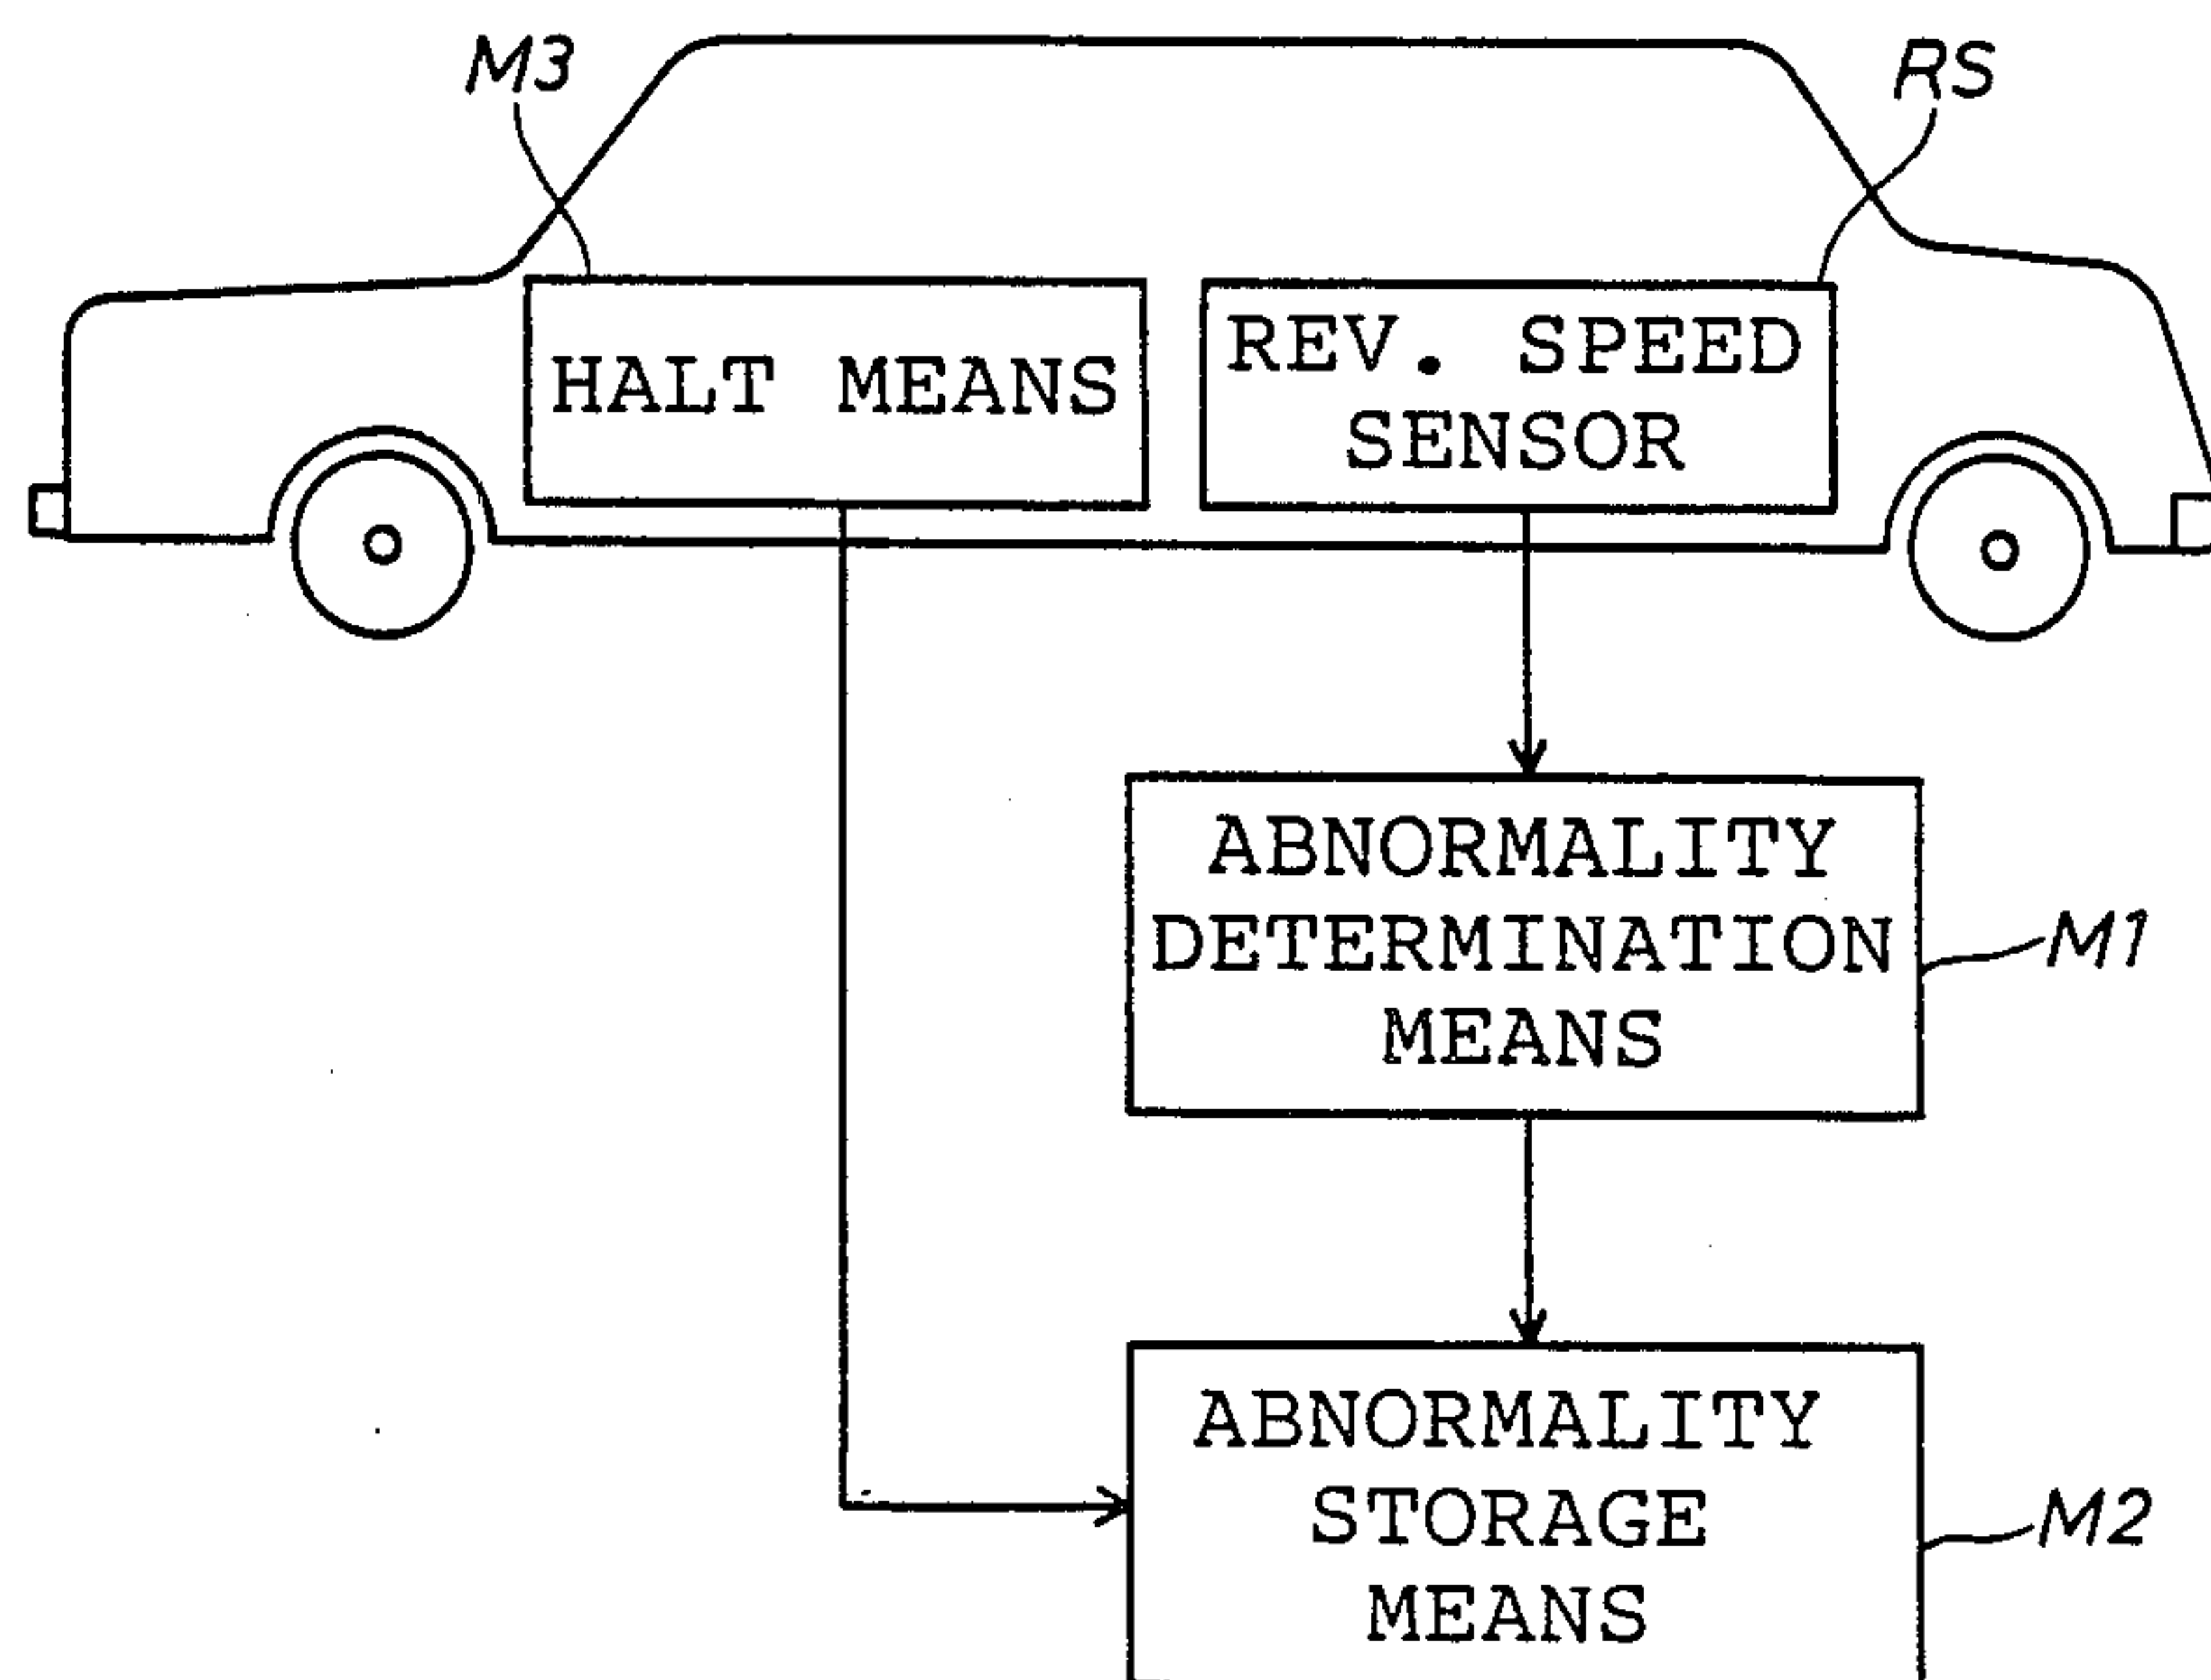 M3
RS
HALT MEANS
REV. SPEED
SENSOR
ABNORMALITY
DETERMINATION
MEANS
M1
ABNORMALITY
STORAGE
MEANS
M2